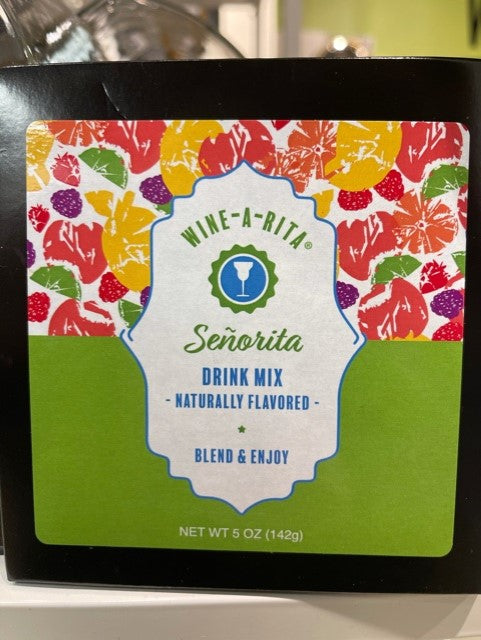 WINE-A-RITA®
Señorita
DRINK MIX
- NATURALLY FLAVORED -
BLEND & ENJOY
NET WT 5 OZ (142g)